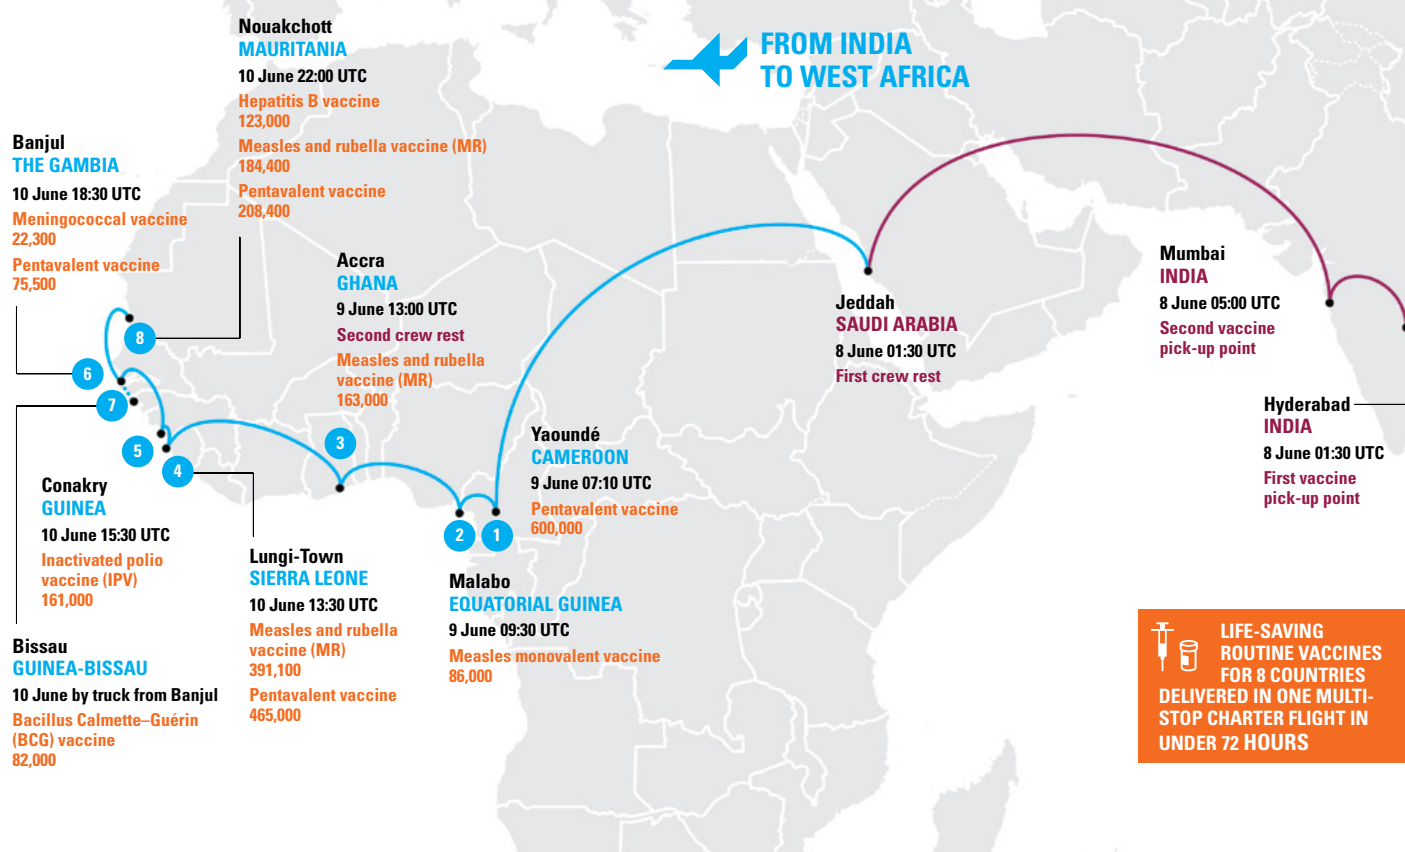 FROM INDIA
TO WEST AFRICA
Nouakchott
MAURITANIA
10 June 22:00 UTC
Hepatitis B vaccine
123,000
Measles and rubella vaccine (MR)
184,400
Pentavalent vaccine
208,400
Banjul
THE GAMBIA
10 June 18:30 UTC
Meningococcal vaccine
22,300
Pentavalent vaccine
75,500
Accra
GHANA
9 June 13:00 UTC
Second crew rest
Measles and rubella
vaccine (MR)
163,000
Jeddah
SAUDI ARABIA
8 June 01:30 UTC
First crew rest
Mumbai
INDIA
8 June 05:00 UTC
Second vaccine
pick-up point
Hyderabad
INDIA
8 June 01:30 UTC
First vaccine
pick-up point
8
6
7
5
4
3
2
1
Yaoundé
CAMEROON
9 June 07:10 UTC
Pentavalent vaccine
600,000
Conakry
GUINEA
10 June 15:30 UTC
Inactivated polio
vaccine (IPV)
161,000
Lungi-Town
SIERRA LEONE
10 June 13:30 UTC
Measles and rubella
vaccine (MR)
391,100
Pentavalent vaccine
465,000
Malabo
EQUATORIAL GUINEA
9 June 09:30 UTC
Measles monovalent vaccine
86,000
Bissau
GUINEA-BISSAU
10 June by truck from Banjul
Bacillus Calmette–Guérin
(BCG) vaccine
82,000
LIFE-SAVING
ROUTINE VACCINES
FOR 8 COUNTRIES
DELIVERED IN ONE MULTI-
STOP CHARTER FLIGHT IN
UNDER 72 HOURS